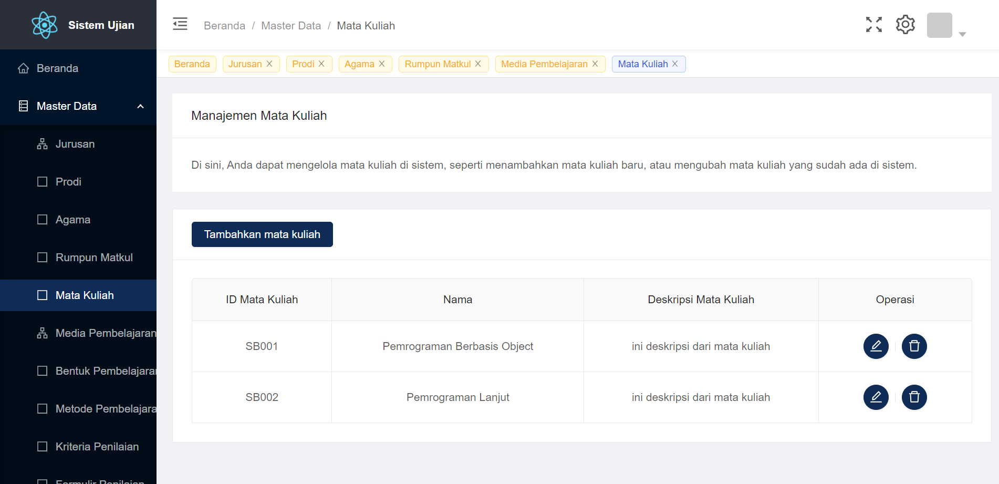 Sistem Ujian
Beranda
Master Data
Jurusan
Prodi
Agama
Rumpun Matkul
Mata Kuliah
Media Pembelajaran
Bentuk Pembelajaran
Metode Pembelajara
Kriteria Penilaian
Formulir Penilaian
Beranda / Master Data / Mata Kuliah
Beranda Jurusan Prodi Agama Rumpun Matkul Media Pembelajaran Mata Kuliah
Manajemen Mata Kuliah
Di sini, Anda dapat mengelola mata kuliah di sistem, seperti menambahkan mata kuliah baru, atau mengubah mata kuliah yang sudah ada di sistem.
Tambahkan mata kuliah
ID Mata Kuliah Nama Deskripsi Mata Kuliah Operasi
SB001 Pemrograman Berbasis Object ini deskripsi dari mata kuliah
SB002 Pemrograman Lanjut ini deskripsi dari mata kuliah